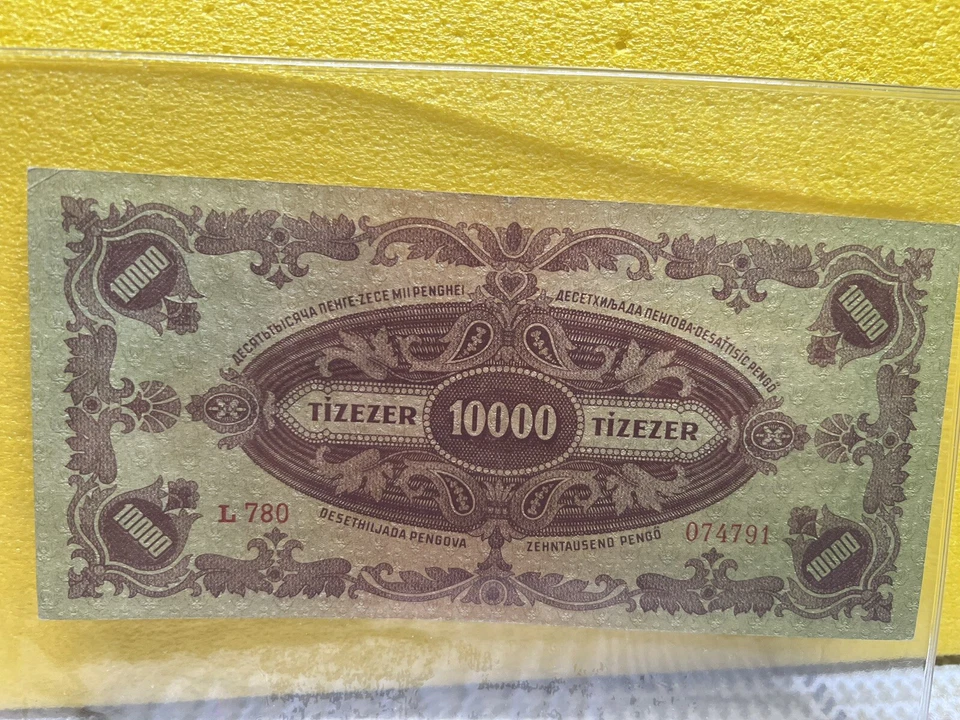 10000
10000
ДЕСЯТЬТЫСЯЧА ПЕНГЕ-ZECE MII PENGHEI
ДЕСЕТХИЉАДА ПЕНГОВА-DESAŤTISÍC PENGŐ
TÍZEZER 10000 TÍZEZER
L 780
DESETHILJADA PENGOVA
ZEHNTAUSEND PENGŐ
074791
10000
10000